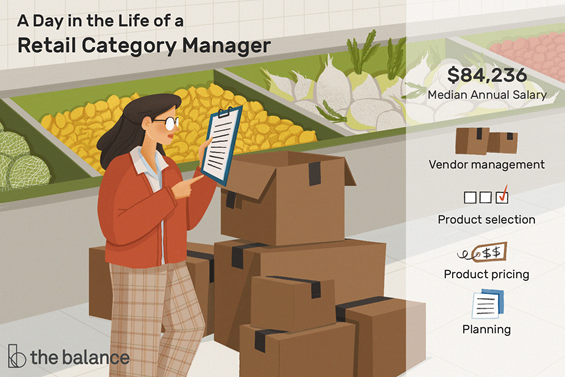 A Day in the Life of a
Retail Category Manager
$84,236
Median Annual Salary
Vendor management
Product selection
$$
Product pricing
Planning
the balance